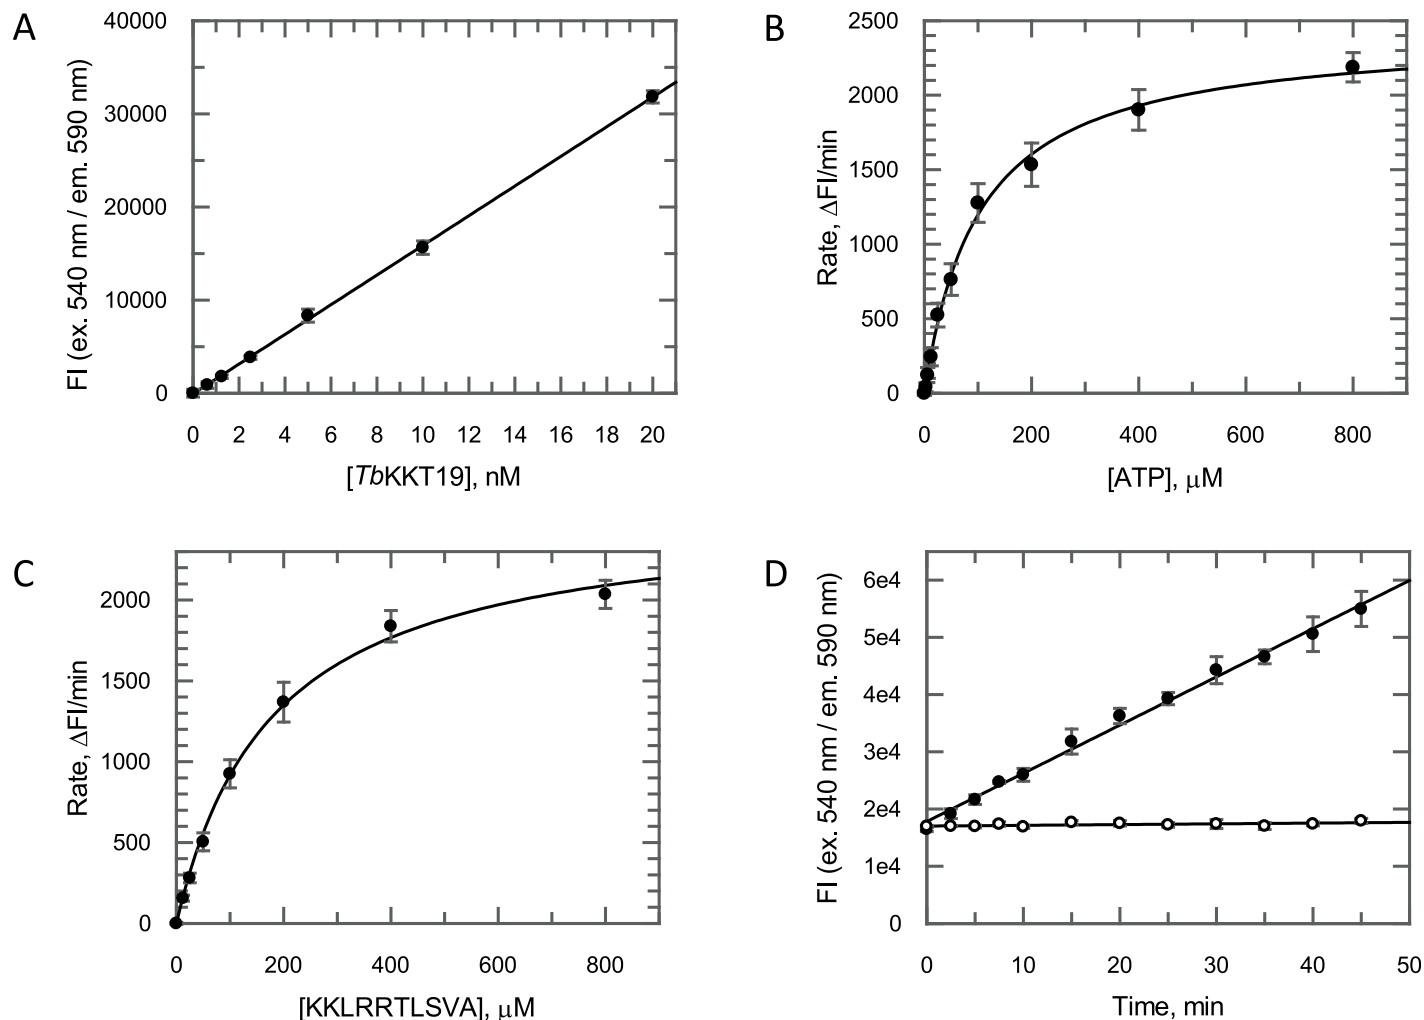 A
FI (ex. 540 nm / em. 590 nm)
40000
30000
20000
10000
0
0 2 4 6 8 10 12 14 16 18 20
[TbKKT19], nM
B
Rate, ΔFI/min
2500
2000
1500
1000
500
0
0 200 400 600 800
[ATP], μM
C
Rate, ΔFI/min
2000
1500
1000
500
0
0 200 400 600 800
[KKLRRTLSVA], μM
D
FI (ex. 540 nm / em. 590 nm)
6e4
5e4
4e4
3e4
2e4
1e4
0
0 10 20 30 40 50
Time, min